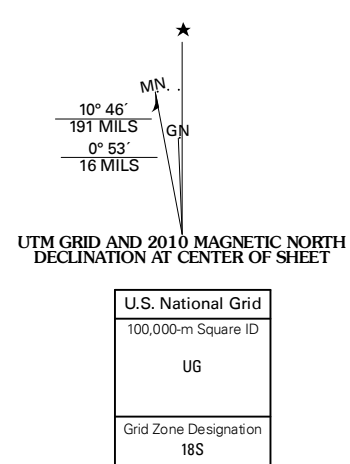 ★
MN
10° 46´
191 MILS
GN
0° 53´
16 MILS
UTM GRID AND 2010 MAGNETIC NORTH
DECLINATION AT CENTER OF SHEET
U.S. National Grid
100,000-m Square ID
UG
Grid Zone Designation
18S